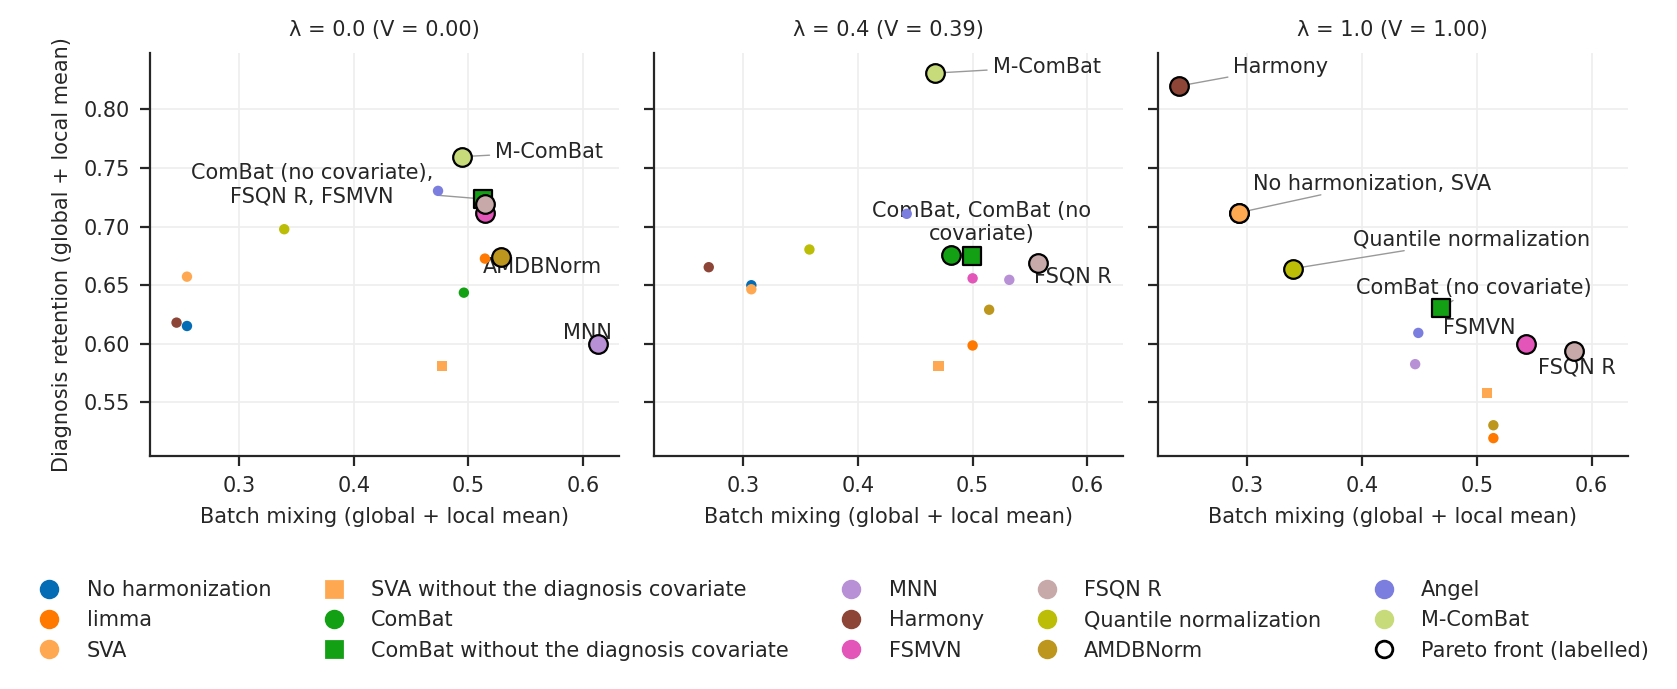 λ = 0.0 (V = 0.00)
λ = 0.4 (V = 0.39)
λ = 1.0 (V = 1.00)
Diagnosis retention (global + local mean)
0.80
0.75
0.70
0.65
0.60
0.55
M-ComBat
ComBat (no covariate),
FSQN R, FSMVN
AMDBNorm
MNN
0.3
0.4
0.5
0.6
Batch mixing (global + local mean)
M-ComBat
ComBat, ComBat (no
covariate)
FSQN R
0.3
0.4
0.5
0.6
Batch mixing (global + local mean)
Harmony
No harmonization, SVA
Quantile normalization
ComBat (no covariate)
FSMVN
FSQN R
0.3
0.4
0.5
0.6
Batch mixing (global + local mean)
No harmonization
limma
SVA
SVA without the diagnosis covariate
ComBat
ComBat without the diagnosis covariate
MNN
Harmony
FSMVN
FSQN R
Quantile normalization
AMDBNorm
Angel
M-ComBat
Pareto front (labelled)